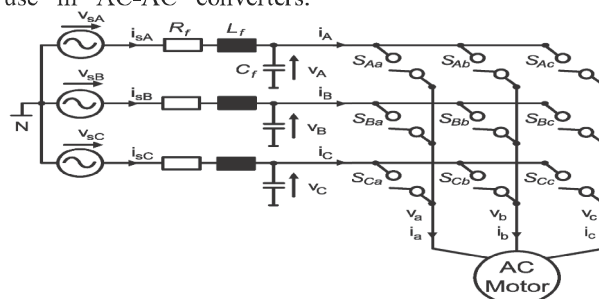 use in AC-AC converters.
vsA
isA
Rf
Lf
iA
Cf
vA
SAa
SAb
SAc
vsB
isB
iB
vB
SBa
SBb
SBc
N
vsC
isC
iC
vC
SCa
SCb
SCc
va
vb
vc
ia
ib
ic
AC
Motor